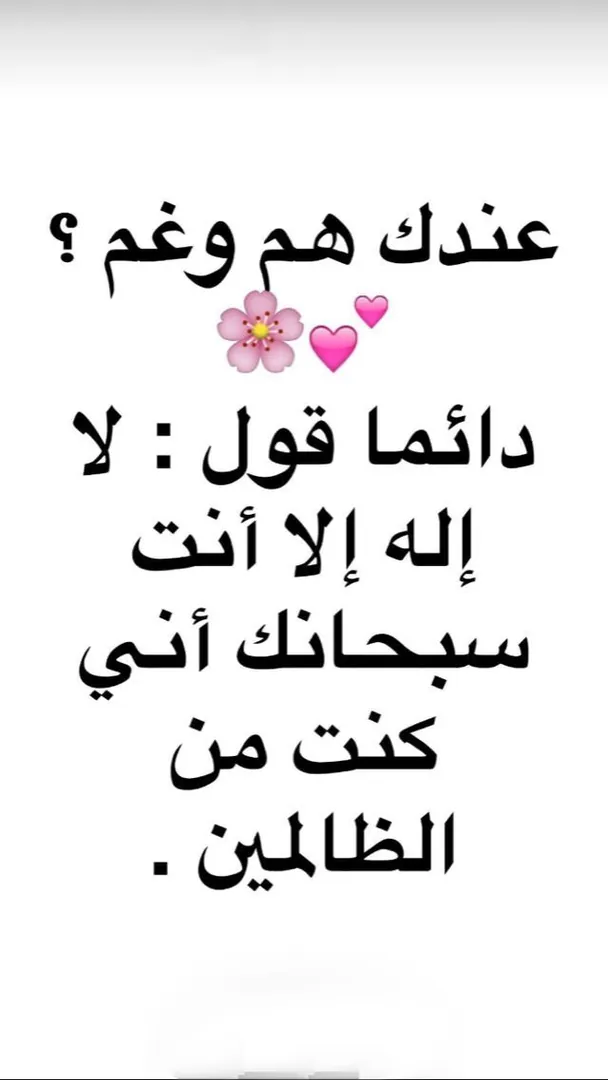 عندك هم وغم ؟
🌸💕
دائما قول : لا
إله إلا أنت
سبحانك أني
كنت من
الظالمين .